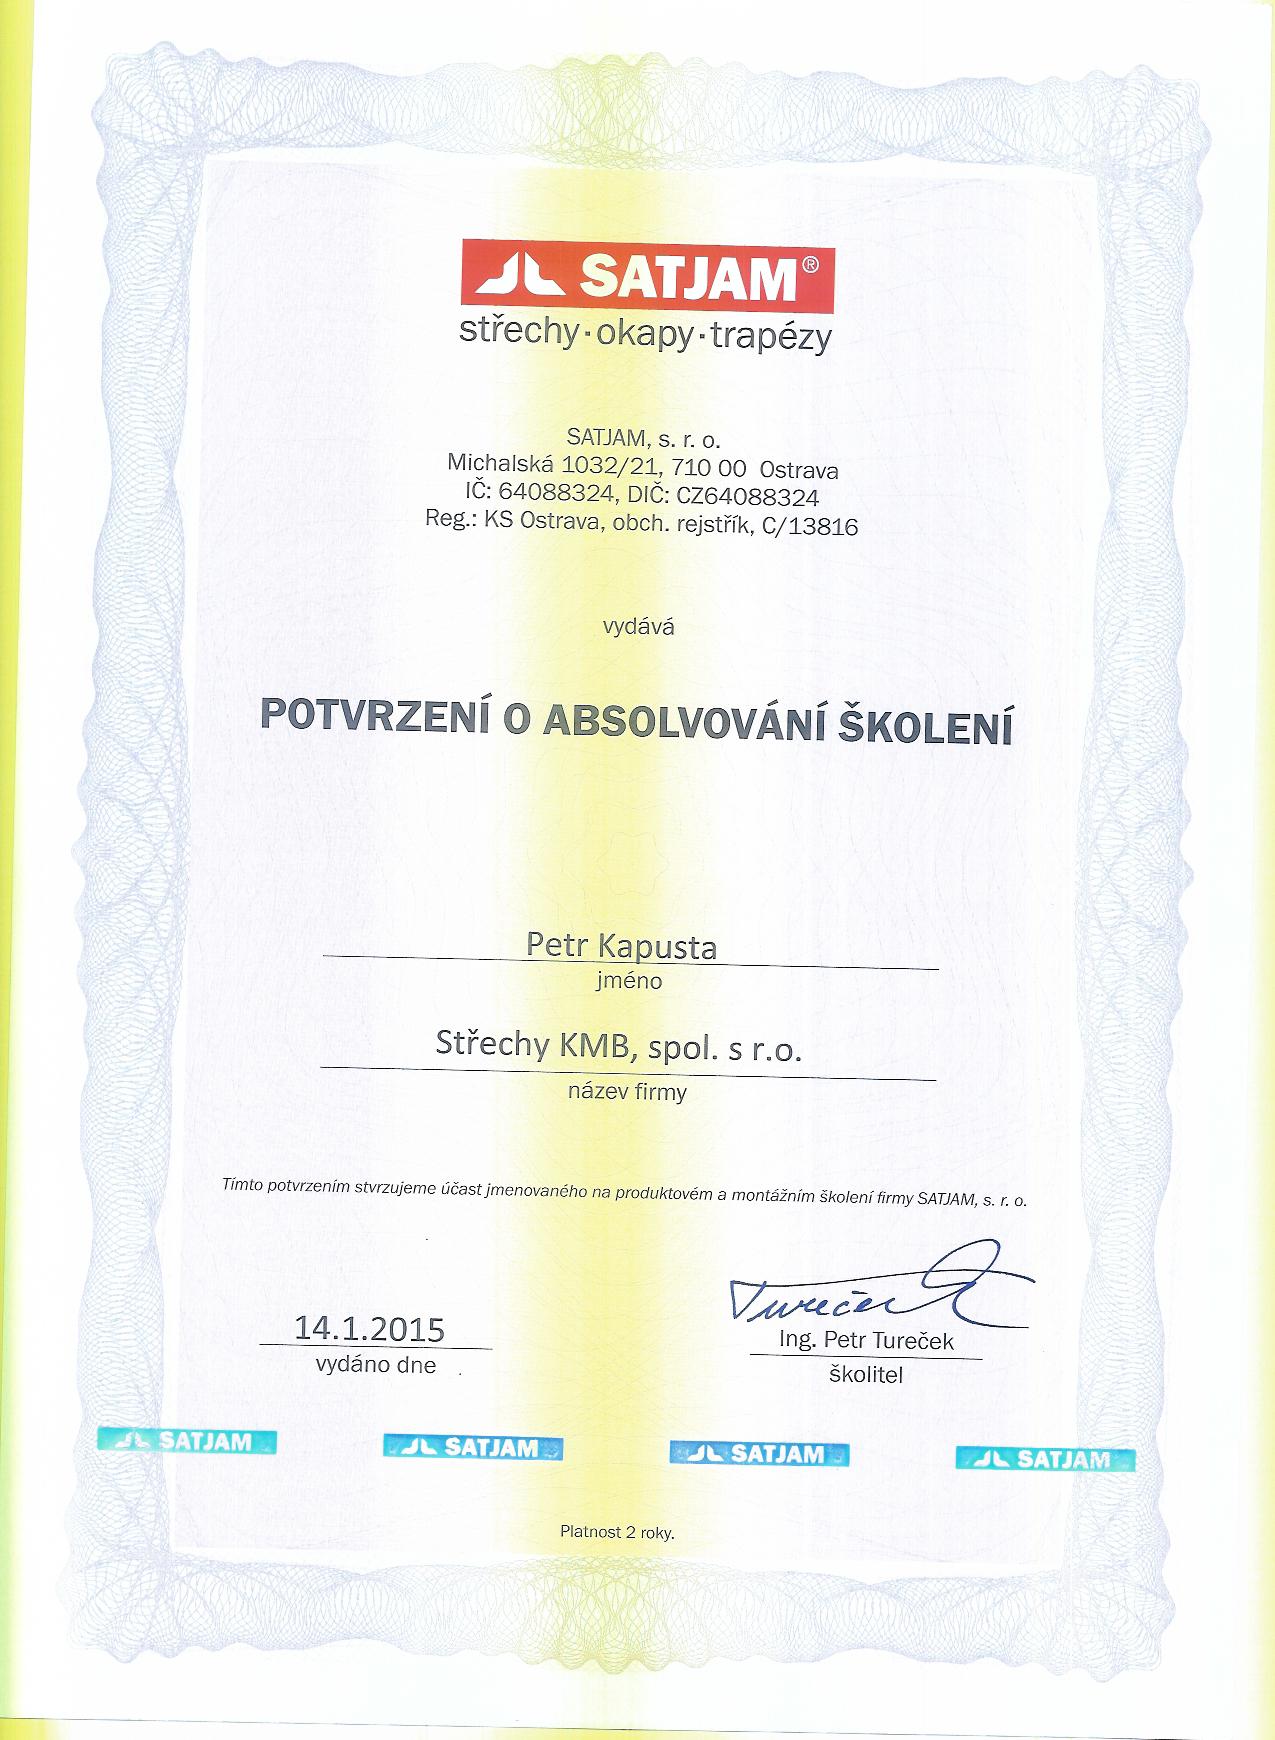 SATJAM®
střechy·okapy·trapézy
SATJAM, s. r. o.
Michalská 1032/21, 710 00 Ostrava
IČ: 64088324, DIČ: CZ64088324
Reg.: KS Ostrava, obch. rejstřík, C/13816
vydává
POTVRZENÍ O ABSOLVOVÁNÍ ŠKOLENÍ
Petr Kapusta
jméno
Střechy KMB, spol. s r.o.
název firmy
Tímto potvrzením stvrzujeme účast jmenovaného na produktovém a montážním školení firmy SATJAM, s. r. o.
Tureček
14.1.2015
Ing. Petr Tureček
vydáno dne
školitel
SATJAM SATJAM SATJAM SATJAM
Platnost 2 roky.